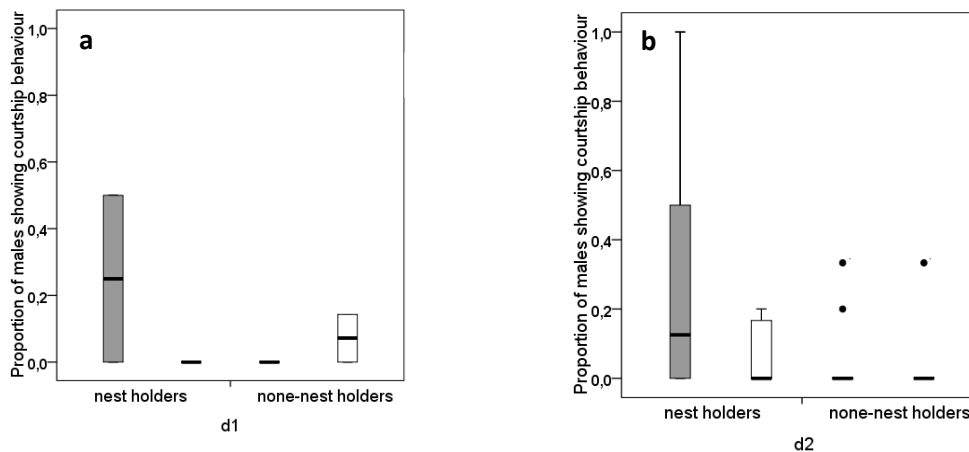 a
Proportion of males showing courtship behaviour
1,0
0,8
0,6
0,4
0,2
0,0
nest holders
none-nest holders
d1
b
Proportion of males showing courtship behaviour
1,0
0,8
0,6
0,4
0,2
0,0
nest holders
none-nest holders
d2